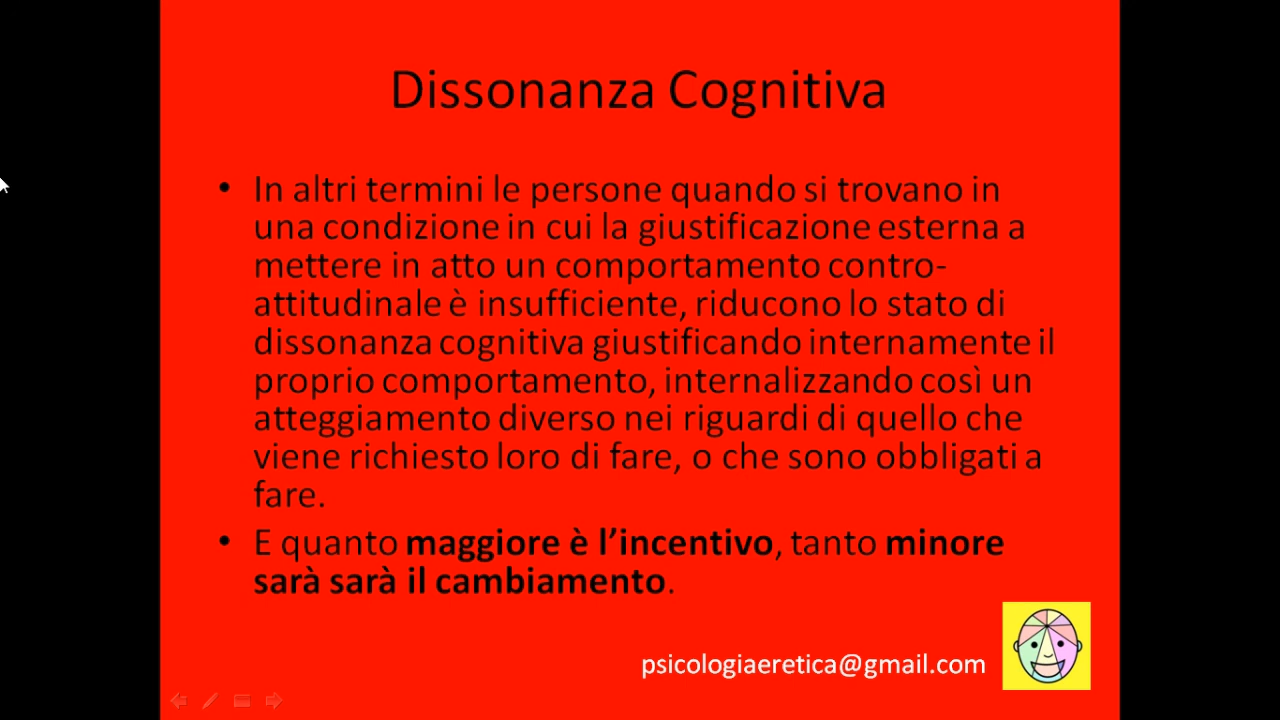 Dissonanza Cognitiva
• In altri termini le persone quando si trovano in
una condizione in cui la giustificazione esterna a
mettere in atto un comportamento contro-
attitudinale è insufficiente, riducono lo stato di
dissonanza cognitiva giustificando internamente il
proprio comportamento, internalizzando così un
atteggiamento diverso nei riguardi di quello che
viene richiesto loro di fare, o che sono obbligati a
fare.
• E quanto maggiore è l’incentivo, tanto minore
sarà sarà il cambiamento.
psicologiaeretica@gmail.com